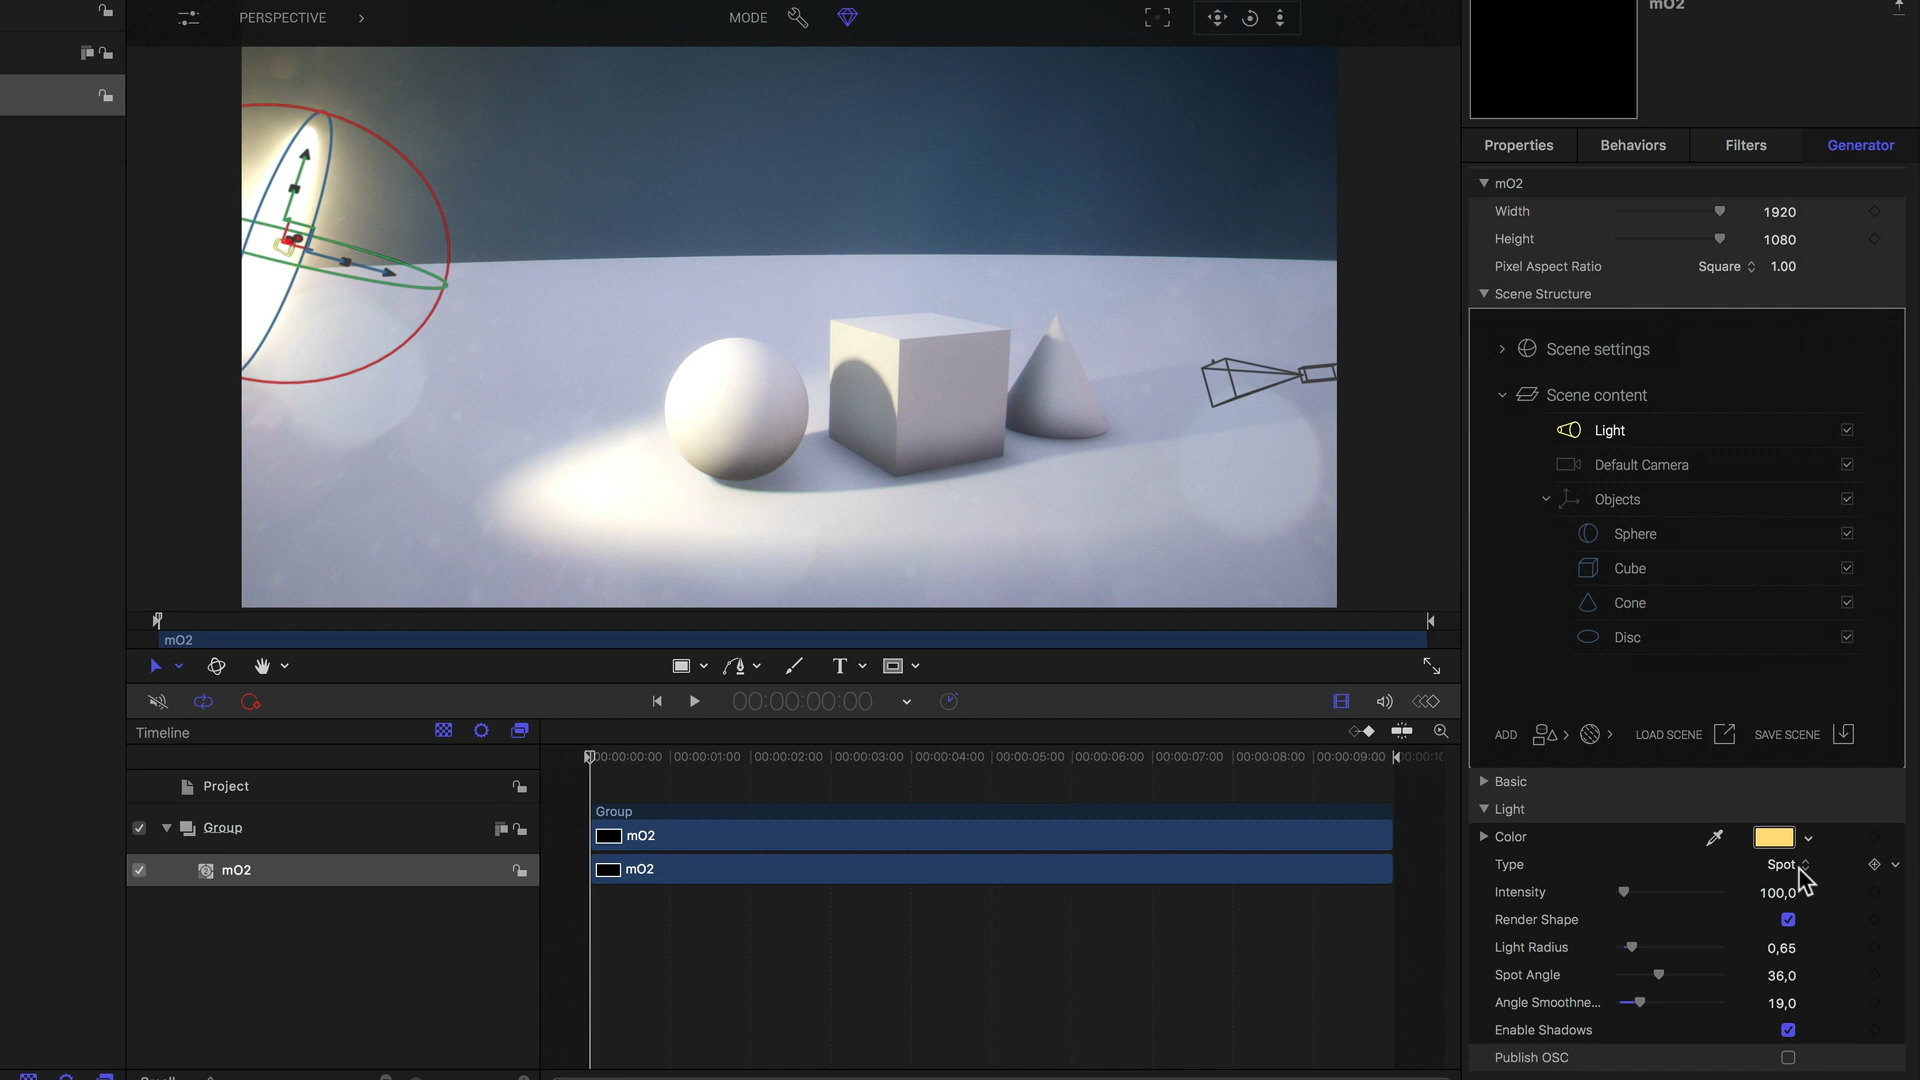 PERSPECTIVE
MODE
mO2
Properties
Behaviors
Filters
Generator
mO2
Width 1920
Height 1080
Pixel Aspect Ratio Square 1.00
Scene Structure
Scene settings
Scene content
Light
Default Camera
Objects
Sphere
Cube
Cone
Disc
ADD LOAD SCENE SAVE SCENE
Basic
Light
Color
Type Spot
Intensity 100,0
Render Shape
Light Radius 0,65
Spot Angle 36,0
Angle Smoothne... 19,0
Enable Shadows
Publish OSC
mO2
T
00:00:00:00
Timeline
00:00:00:00 00:00:01:00 00:00:02:00 00:00:03:00 00:00:04:00 00:00:05:00 00:00:06:00 00:00:07:00 00:00:08:00 00:00:09:00
Project
Group
mO2
Group
mO2
mO2